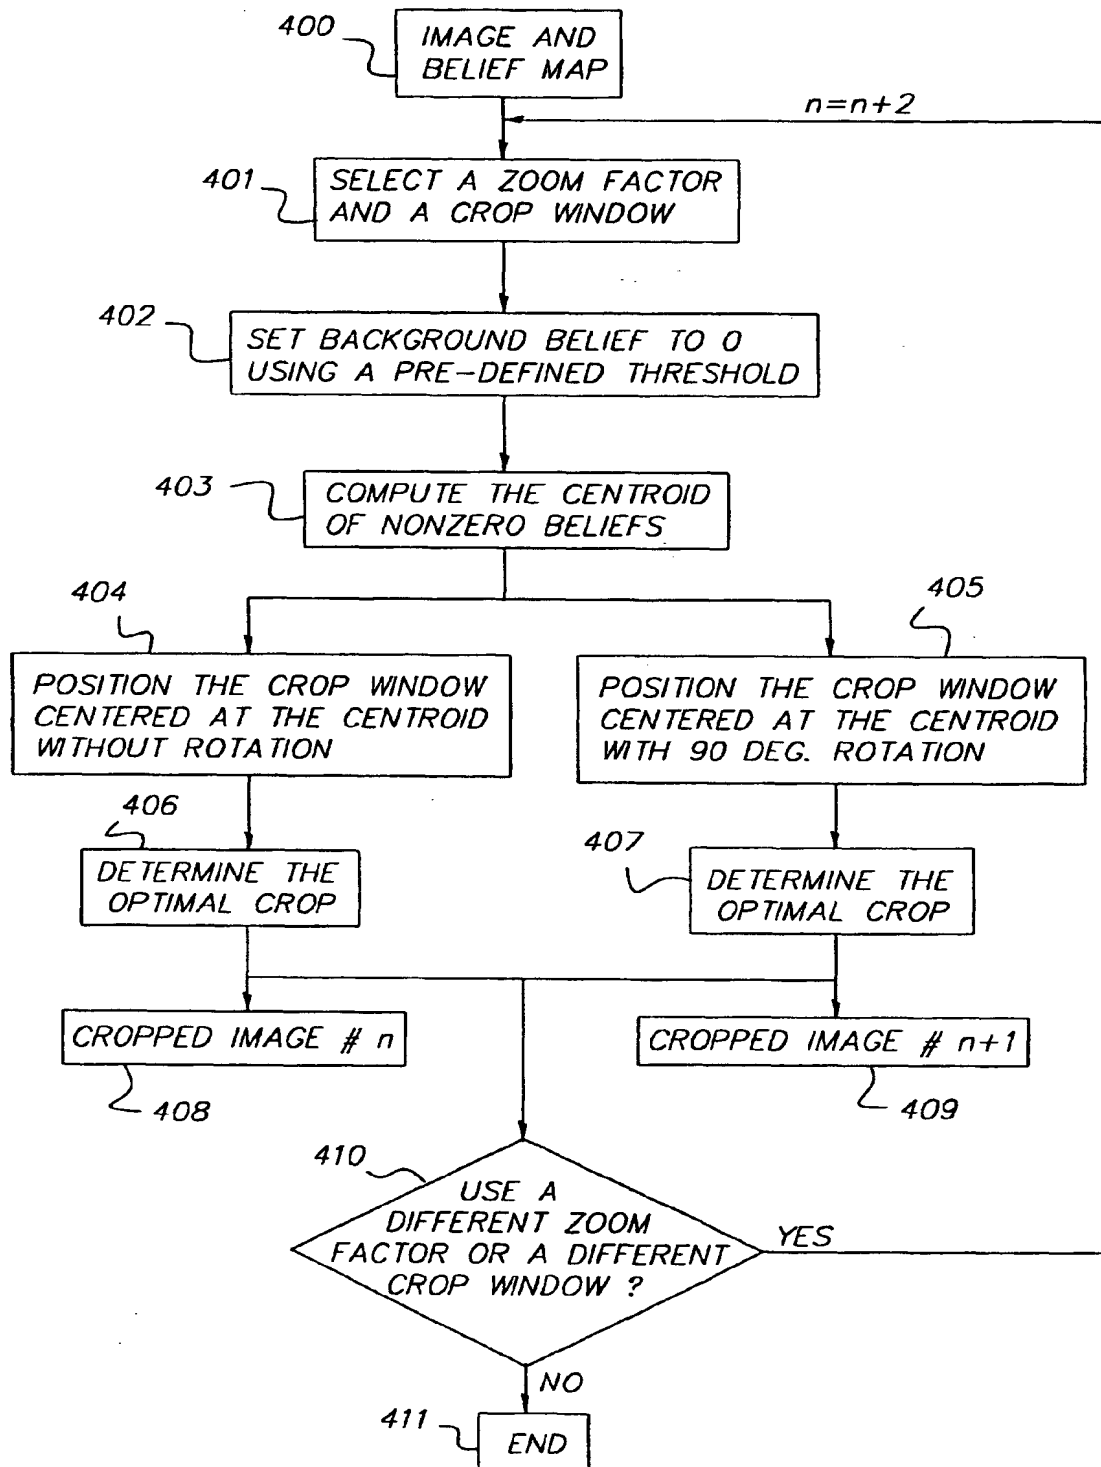 400
IMAGE AND
BELIEF MAP
n=n+2
401
SELECT A ZOOM FACTOR
AND A CROP WINDOW
402
SET BACKGROUND BELIEF TO 0
USING A PRE-DEFINED THRESHOLD
403
COMPUTE THE CENTROID
OF NONZERO BELIEFS
404
405
POSITION THE CROP WINDOW
CENTERED AT THE CENTROID
WITHOUT ROTATION
POSITION THE CROP WINDOW
CENTERED AT THE CENTROID
WITH 90 DEG. ROTATION
406
407
DETERMINE THE
OPTIMAL CROP
DETERMINE THE
OPTIMAL CROP
CROPPED IMAGE # n
CROPPED IMAGE # n+1
408
409
410
USE A
DIFFERENT ZOOM
FACTOR OR A DIFFERENT
CROP WINDOW ?
YES
NO
411
END